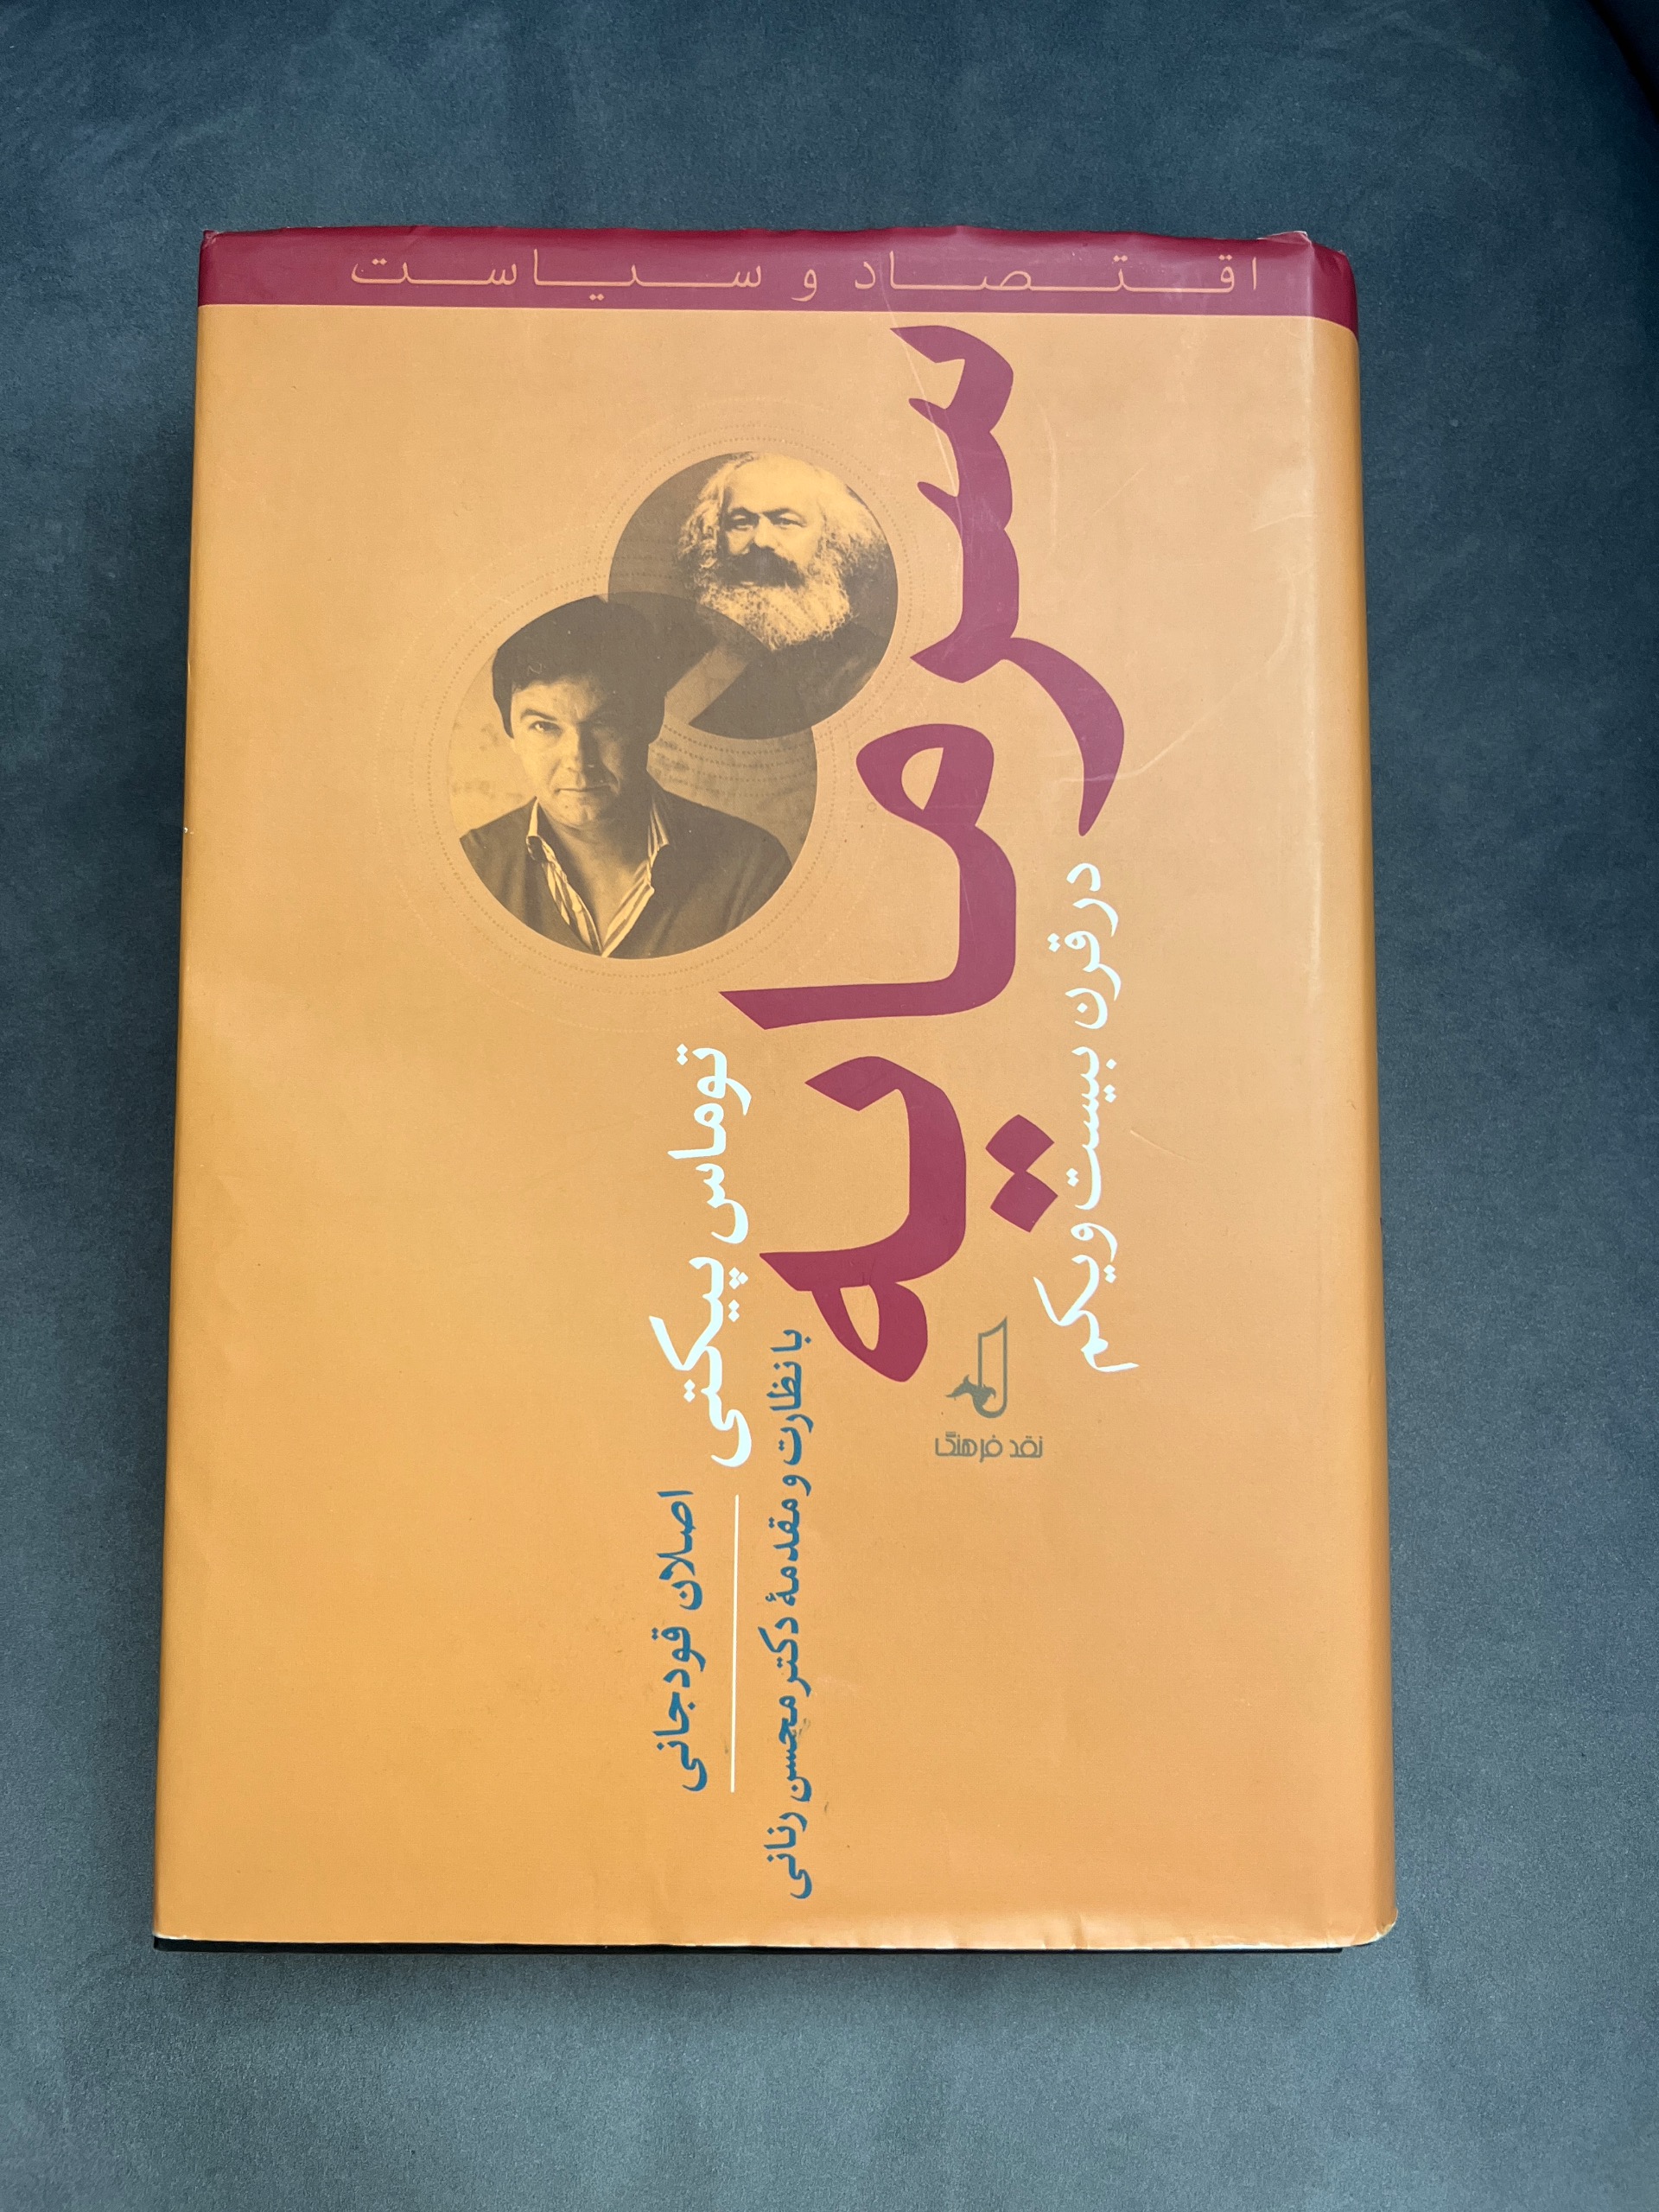 اقتصاد و سیاست
سرمایه
در قرن بیست و یکم
توماس پیکتی
اصلان قودجانی
با نظارت و مقدمهٔ دکتر محسن رنانی
نقد فرهنگ